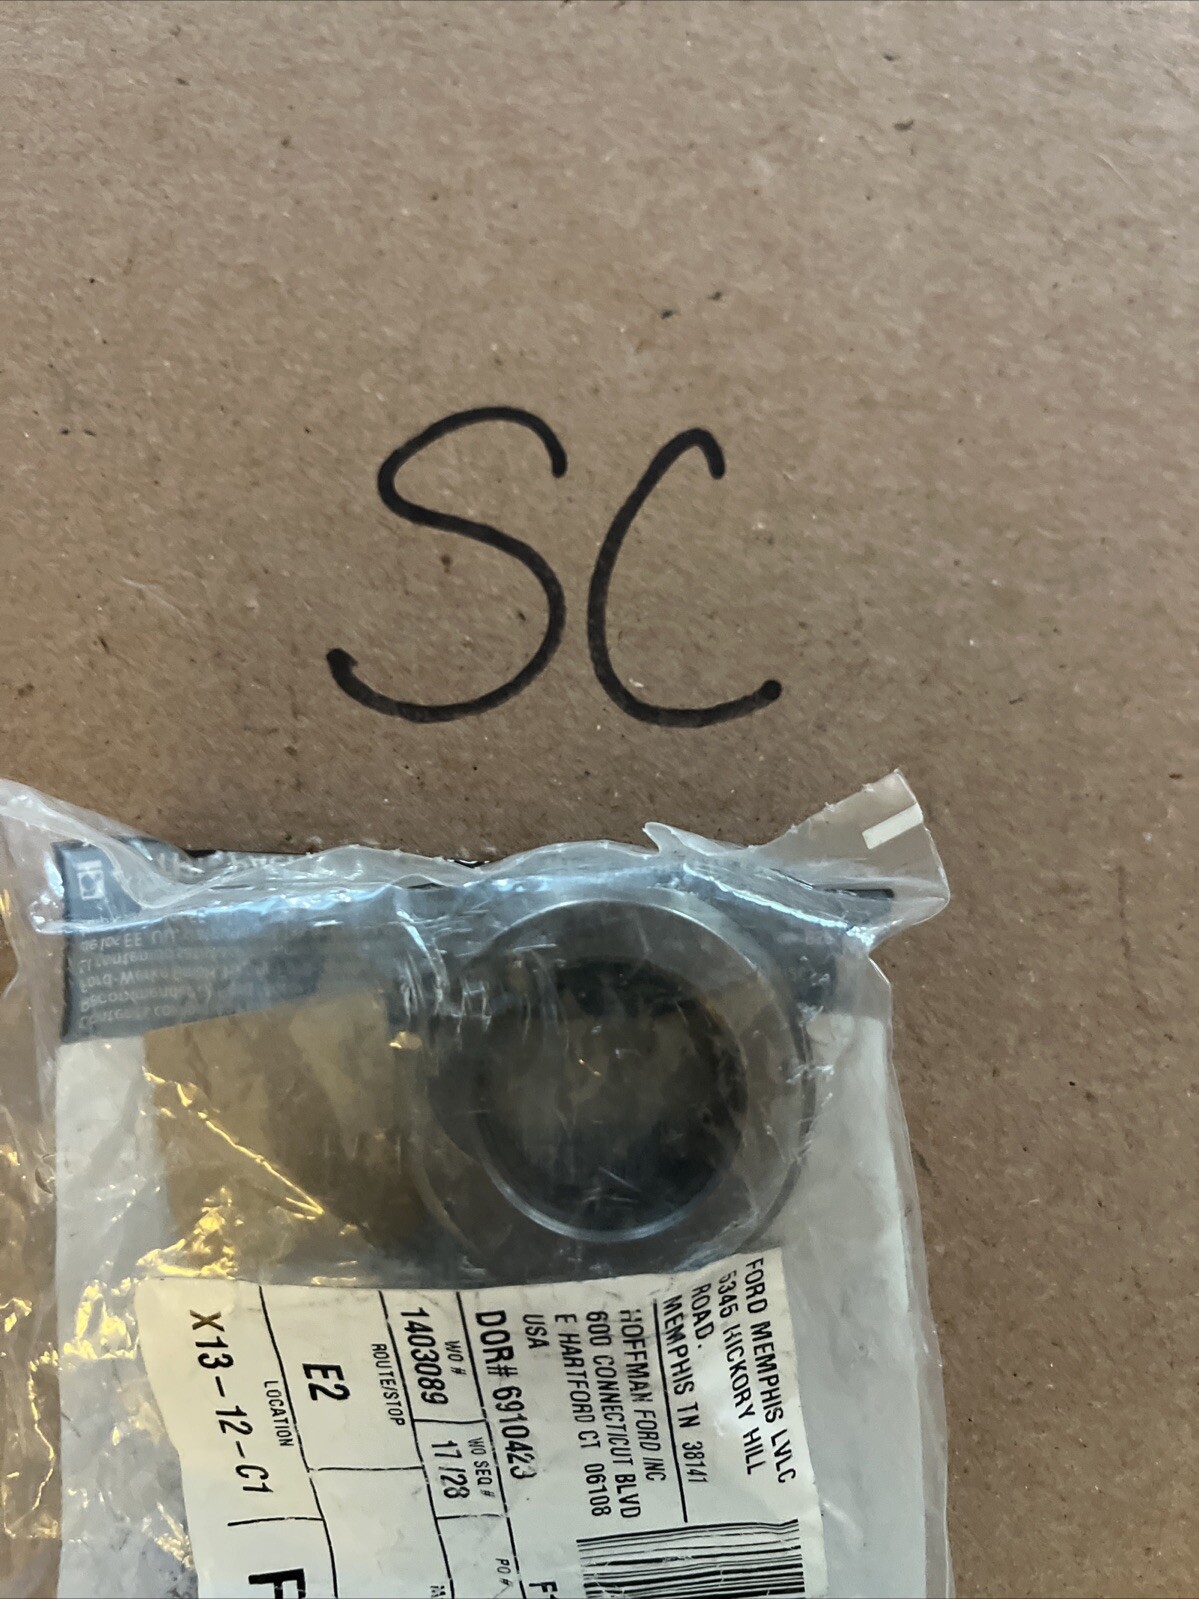 SC
FORD MEMPHIS LVLC
5345 HICKORY HILL
ROAD.
MEMPHIS TN 38141
HOFFMAN FORD INC
600 CONNECTICUT BLVD
E HARTFORD CT 06108
USA
DOR# 6910423
WO # WO SEQ # PO #
1403089 17/28
ROUTE/STOP
E2
LOCATION
X13-12-C1